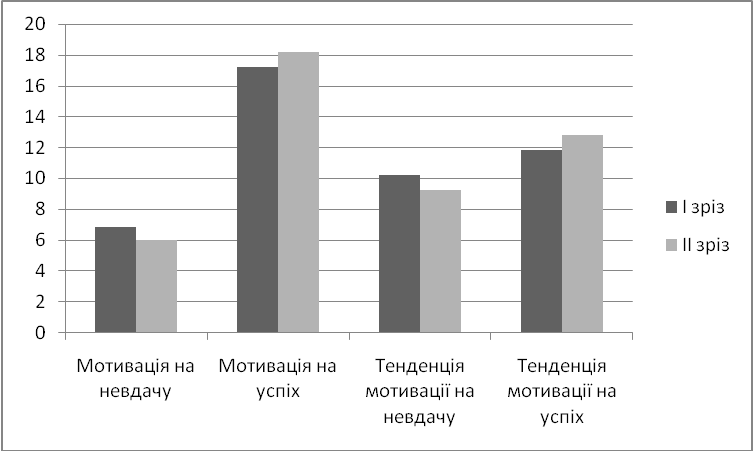 20
18
16
14
12
10
8
6
4
2
0
Мотивація на
невдачу
Мотивація на
успіх
Тенденція
мотивації на
невдачу
Тенденція
мотивації на
успіх
І зріз
ІІ зріз